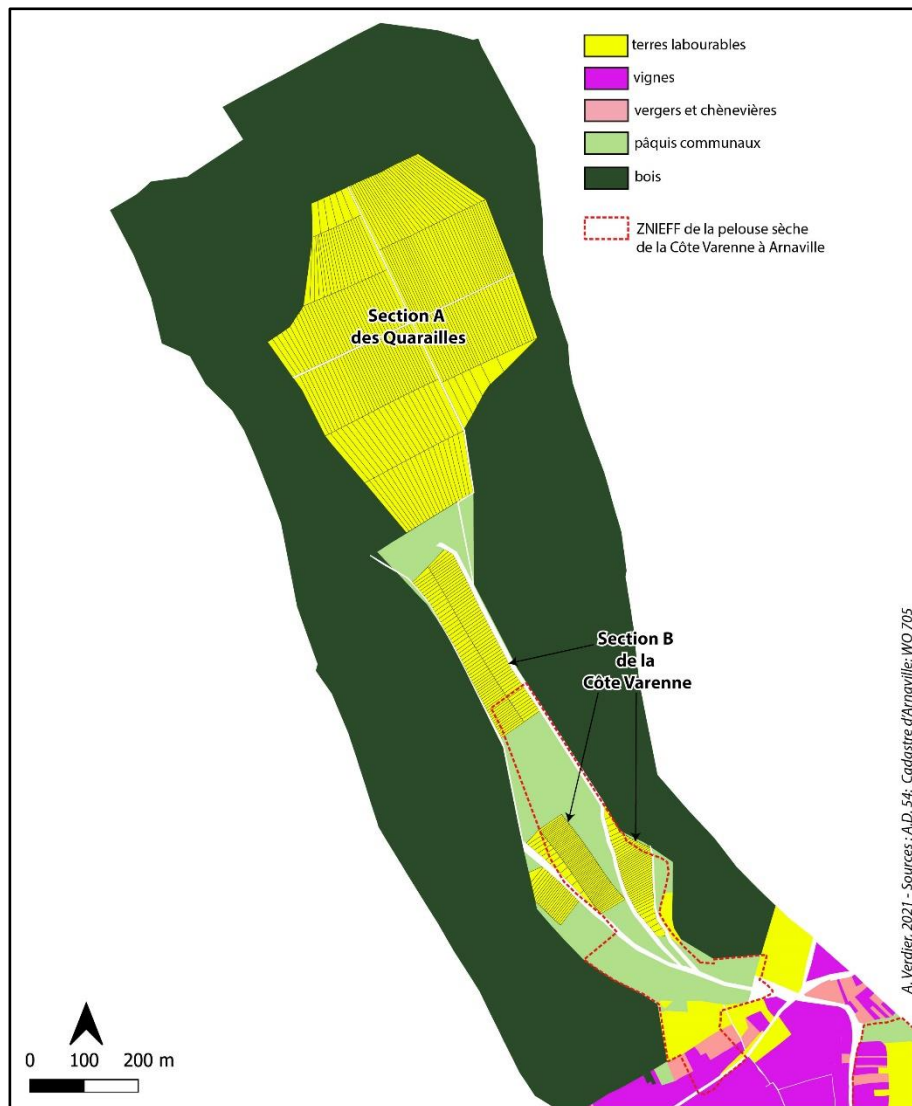 terres labourables
vignes
vergers et chènevières
pâquis communaux
bois
ZNIEFF de la pelouse sèche
de la Côte Varenne à Arnaville
Section A
des Quarailles
Section B
de la
Côte Varenne
A. Verdier, 2021 - Sources : A.D. 54; Cadastre d'Arnaville: WO 705
0 100 200 m